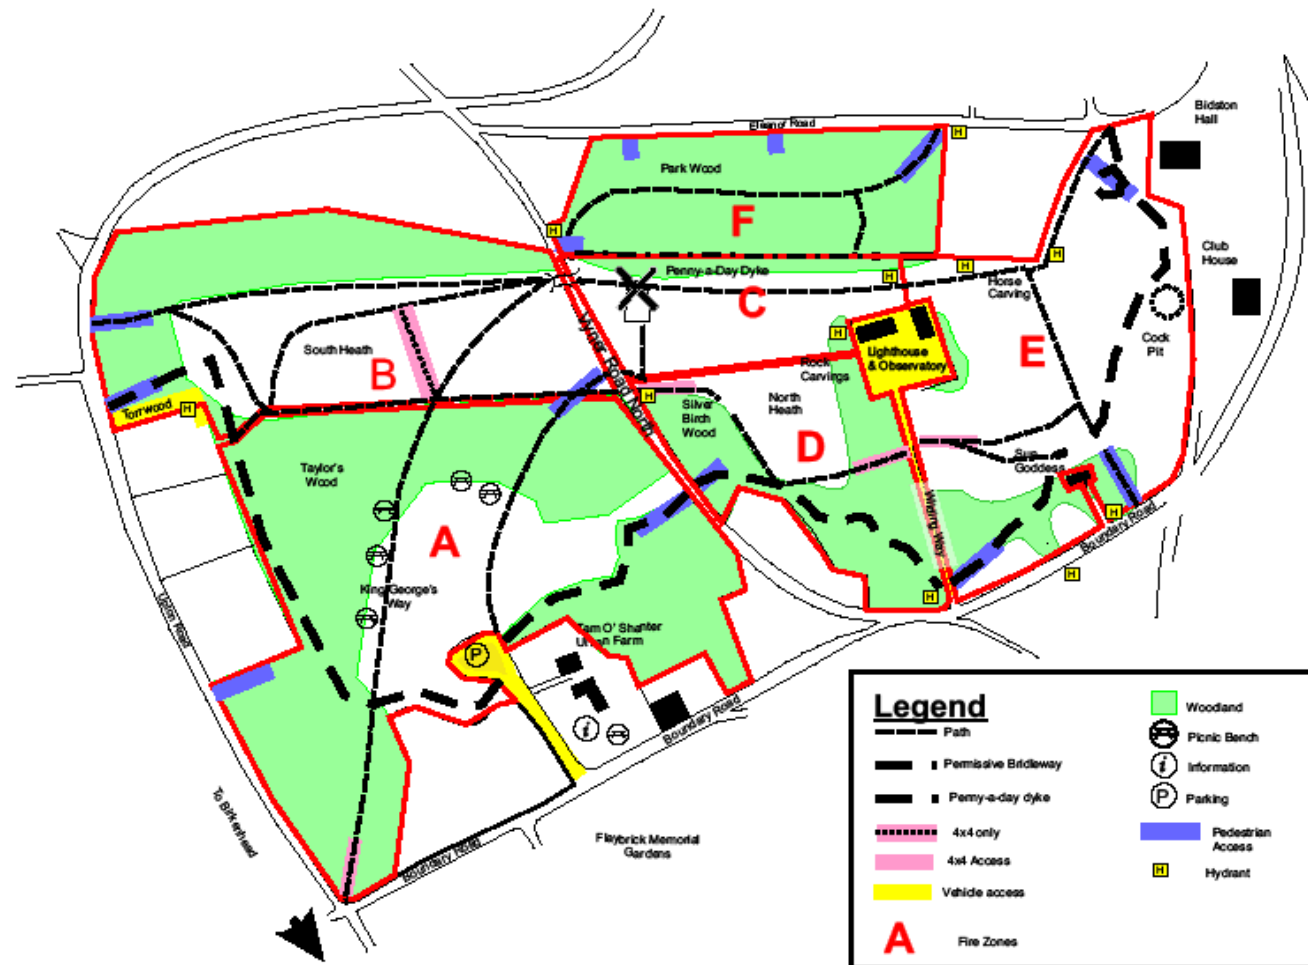 Bidston
Hall
Eleanor Road
H
Park Wood
F
H
H
Club
House
Penny-a-Day Dyke
H
H
Horse
Carving
C
Vyner Road North
South Heath
B
H
Rock
Carvings
Lighthouse
& Observatory
E
Cock
Pit
Torrwood
H
H
Silver
Birch
Wood
North
Heath
D
Taylor's
Wood
Sun
Goddess
A
Wilding Way
H
Boundary Road
H
H
King George's
Way
Upton Road
Tam O' Shanter
Urban Farm
P
i
Boundary Road
To Birkenhead
Boundary Road
Flaybrick Memorial
Gardens
Legend
Path
Permissive Bridleway
Penny-a-day dyke
4x4 only
4x4 Access
Vehicle access
A
Fire Zones
Woodland
Picnic Bench
i
Information
P
Parking
Pedestrian
Access
H
Hydrant